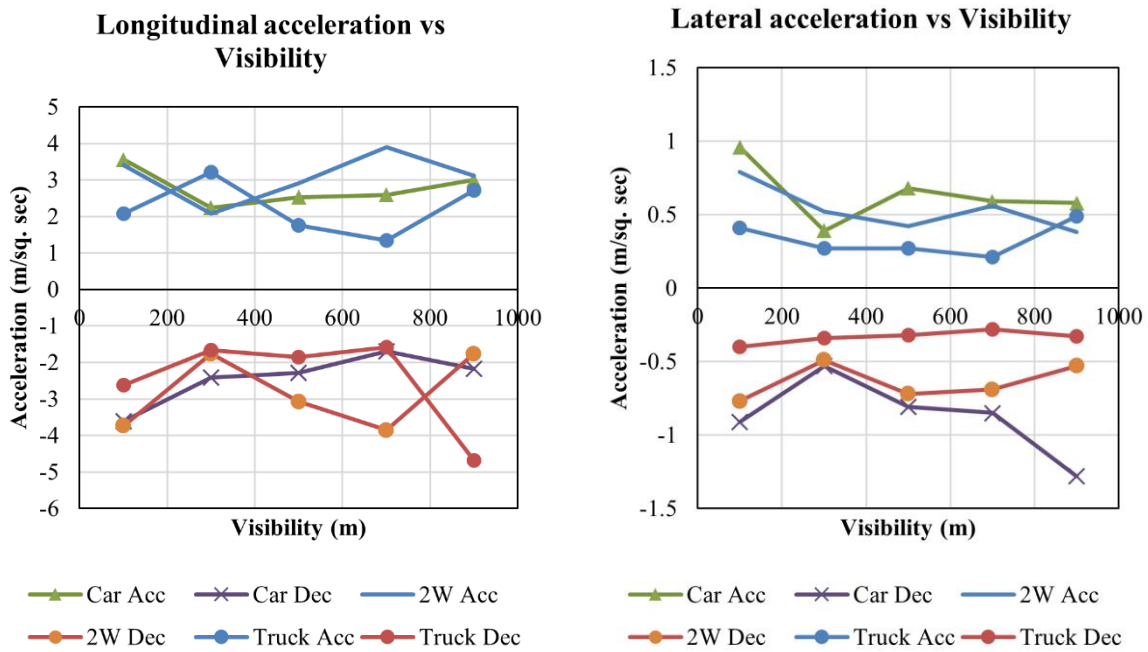 Longitudinal acceleration vs
Visibility
5
4
3
2
1
0
-1
-2
-3
-4
-5
-6
0
200
400
600
800
1000
Acceleration (m/sq. sec)
Visibility (m)
Car Acc
Car Dec
2W Acc
2W Dec
Truck Acc
Truck Dec
Lateral acceleration vs Visibility
1.5
1
0.5
0
-0.5
-1
-1.5
0
200
400
600
800
1000
Acceleration (m/sq. sec)
Visibility (m)
Car Acc
Car Dec
2W Acc
2W Dec
Truck Acc
Truck Dec